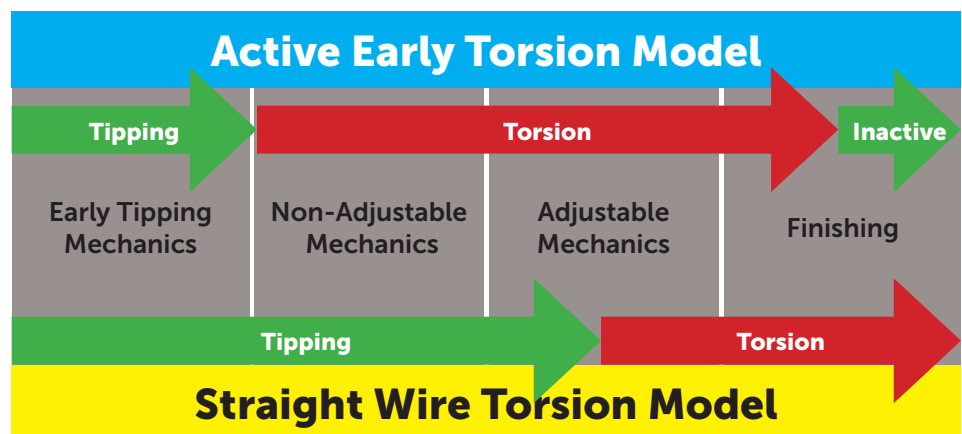 Active Early Torsion Model
Tipping
Torsion
Inactive
Early Tipping
Mechanics
Non-Adjustable
Mechanics
Adjustable
Mechanics
Finishing
Tipping
Torsion
Straight Wire Torsion Model